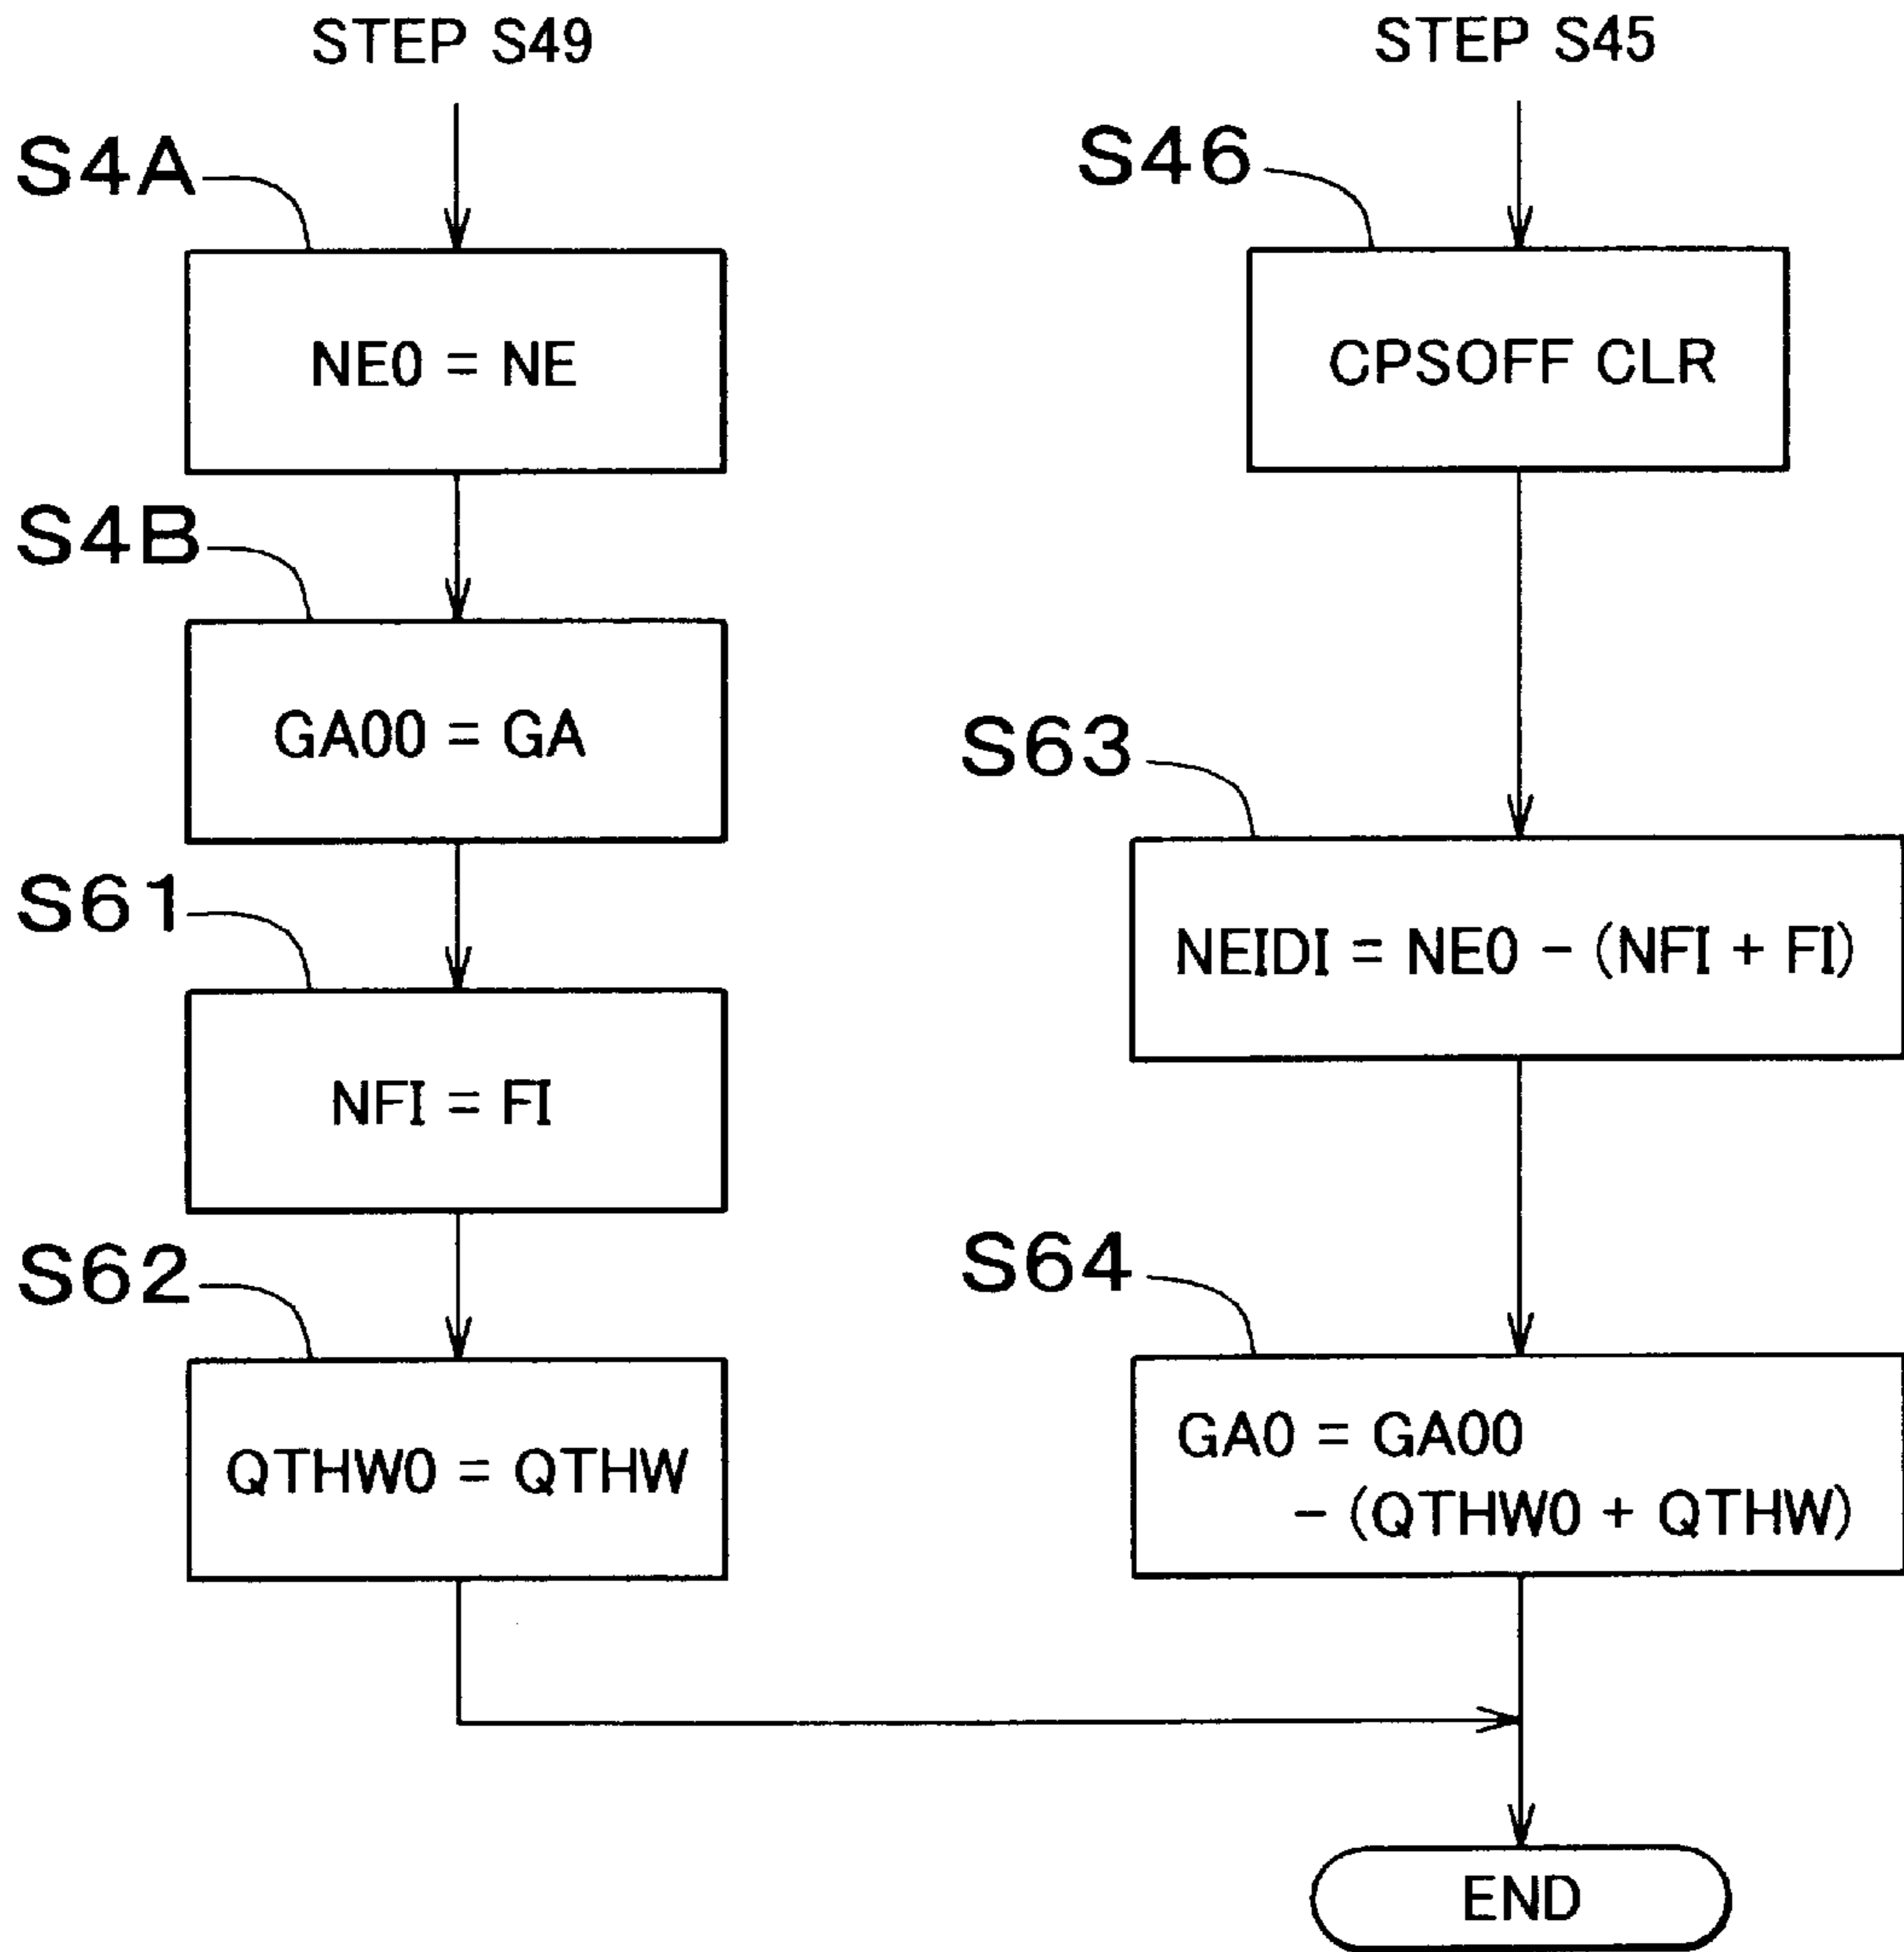 STEP S49
S4A
NE0 = NE
S4B
GA00 = GA
S61
NFI = FI
S62
QTHW0 = QTHW
STEP S45
S46
CPSOFF CLR
S63
NEIDI = NE0 - (NFI + FI)
S64
GA0 = GA00
- (QTHW0 + QTHW)
END